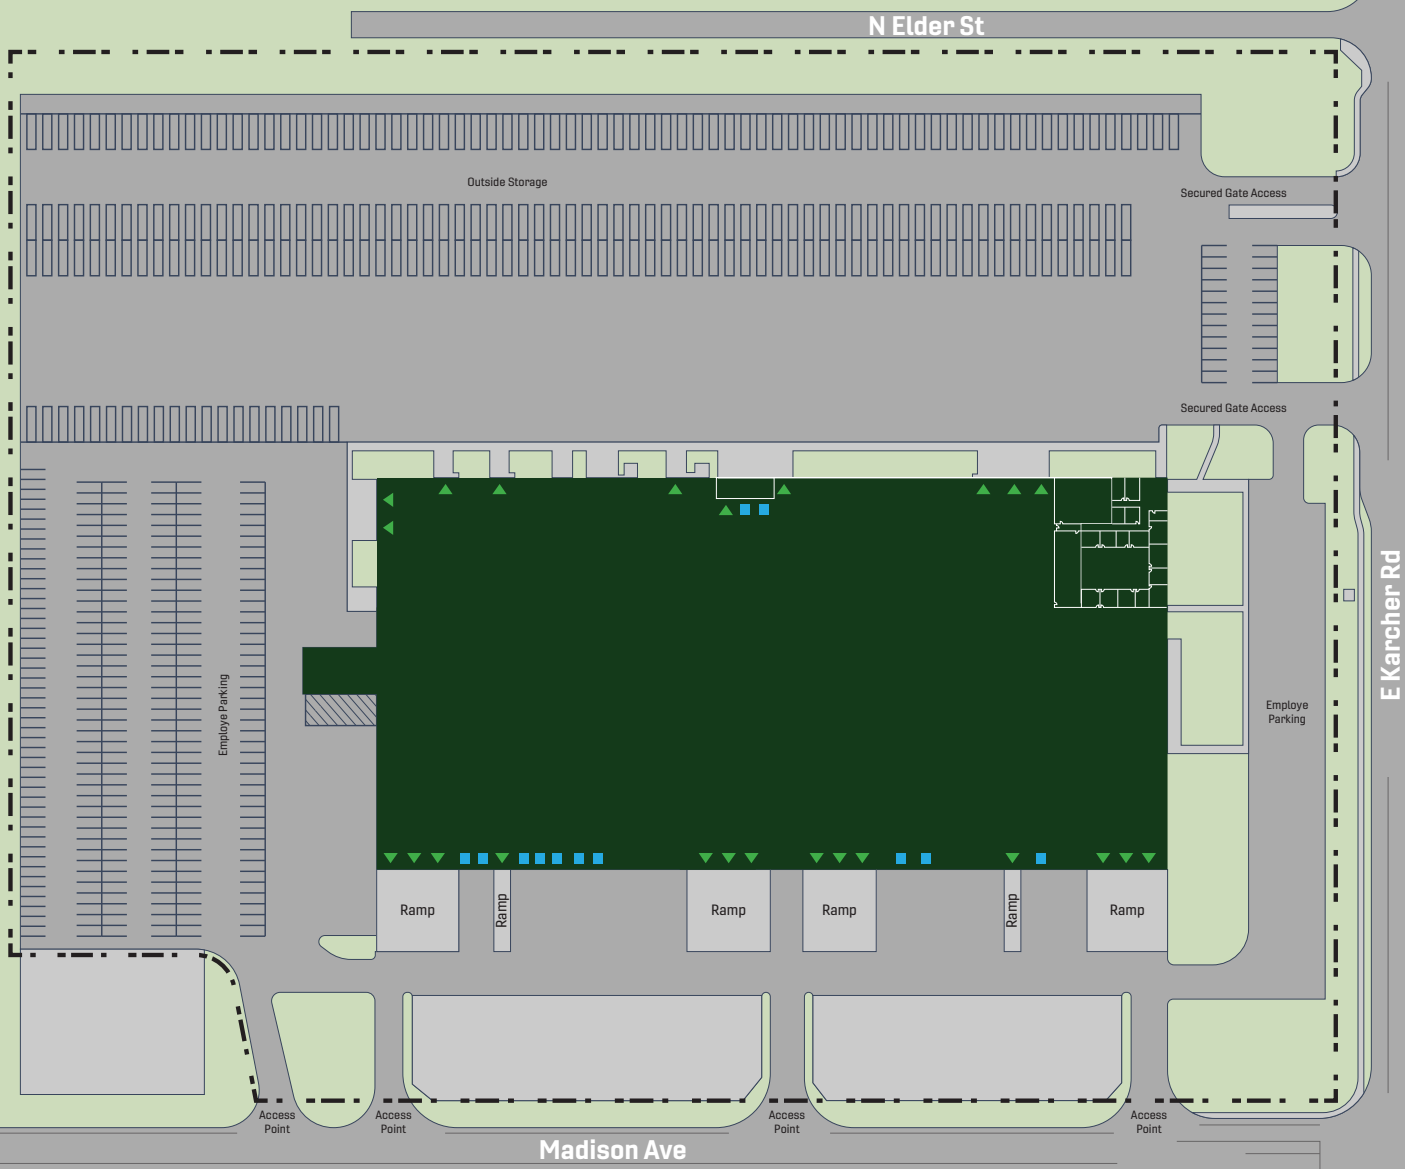 N Elder St
Outside Storage
Secured Gate Access
Secured Gate Access
E Karcher Rd
Employe Parking
Employe
Parking
Ramp
Ramp
Ramp
Ramp
Ramp
Ramp
Access
Point
Access
Point
Access
Point
Access
Point
Madison Ave